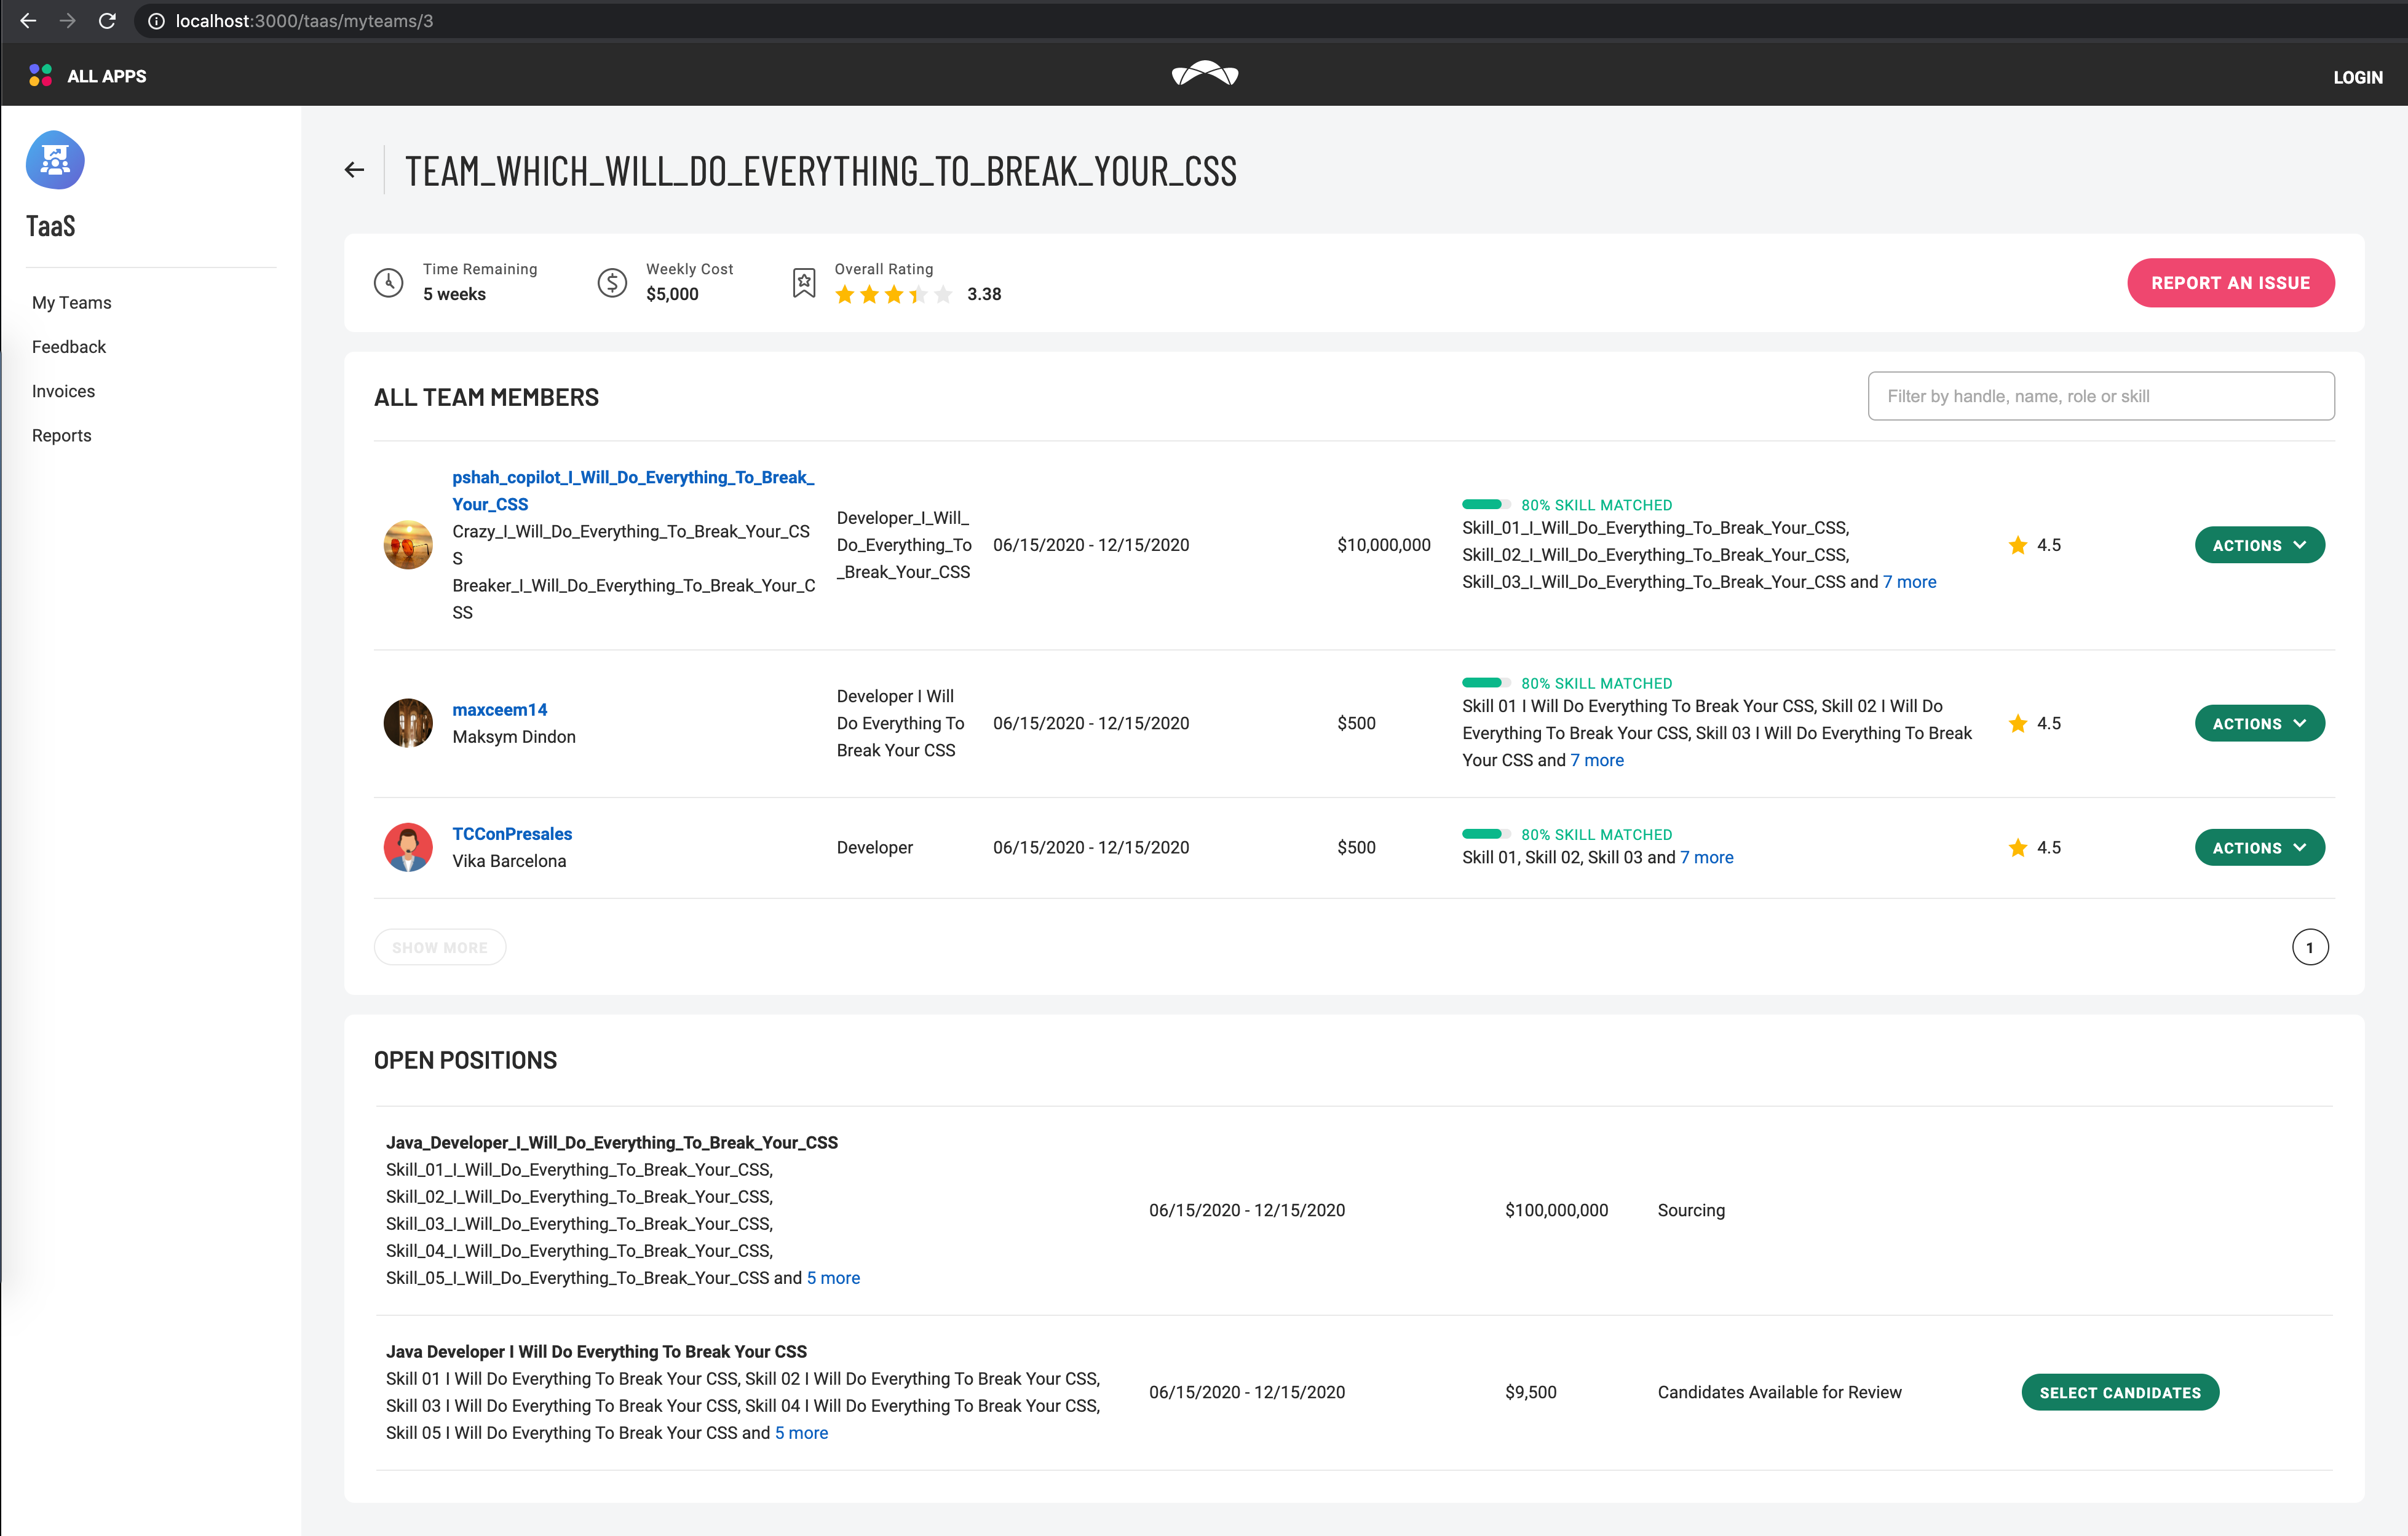 localhost:3000/taas/myteams/3
ALL APPS
LOGIN
TaaS
My Teams
Feedback
Invoices
Reports
TEAM_WHICH_WILL_DO_EVERYTHING_TO_BREAK_YOUR_CSS
Time Remaining
5 weeks
Weekly Cost
$5,000
Overall Rating
3.38
REPORT AN ISSUE
ALL TEAM MEMBERS
Filter by handle, name, role or skill
pshah_copilot_I_Will_Do_Everything_To_Break_
Your_CSS
Crazy_I_Will_Do_Everything_To_Break_Your_CS
S
Breaker_I_Will_Do_Everything_To_Break_Your_C
SS
Developer_I_Will_
Do_Everything_To
_Break_Your_CSS
06/15/2020 - 12/15/2020
$10,000,000
80% SKILL MATCHED
Skill_01_I_Will_Do_Everything_To_Break_Your_CSS,
Skill_02_I_Will_Do_Everything_To_Break_Your_CSS,
Skill_03_I_Will_Do_Everything_To_Break_Your_CSS and 7 more
4.5
ACTIONS
maxceem14
Maksym Dindon
Developer I Will
Do Everything To
Break Your CSS
06/15/2020 - 12/15/2020
$500
80% SKILL MATCHED
Skill 01 I Will Do Everything To Break Your CSS, Skill 02 I Will Do
Everything To Break Your CSS, Skill 03 I Will Do Everything To Break
Your CSS and 7 more
4.5
ACTIONS
TCConPresales
Vika Barcelona
Developer
06/15/2020 - 12/15/2020
$500
80% SKILL MATCHED
Skill 01, Skill 02, Skill 03 and 7 more
4.5
ACTIONS
SHOW MORE
1
OPEN POSITIONS
Java_Developer_I_Will_Do_Everything_To_Break_Your_CSS
Skill_01_I_Will_Do_Everything_To_Break_Your_CSS,
Skill_02_I_Will_Do_Everything_To_Break_Your_CSS,
Skill_03_I_Will_Do_Everything_To_Break_Your_CSS,
Skill_04_I_Will_Do_Everything_To_Break_Your_CSS,
Skill_05_I_Will_Do_Everything_To_Break_Your_CSS and 5 more
06/15/2020 - 12/15/2020
$100,000,000
Sourcing
Java Developer I Will Do Everything To Break Your CSS
Skill 01 I Will Do Everything To Break Your CSS, Skill 02 I Will Do Everything To Break Your CSS,
Skill 03 I Will Do Everything To Break Your CSS, Skill 04 I Will Do Everything To Break Your CSS,
Skill 05 I Will Do Everything To Break Your CSS and 5 more
06/15/2020 - 12/15/2020
$9,500
Candidates Available for Review
SELECT CANDIDATES